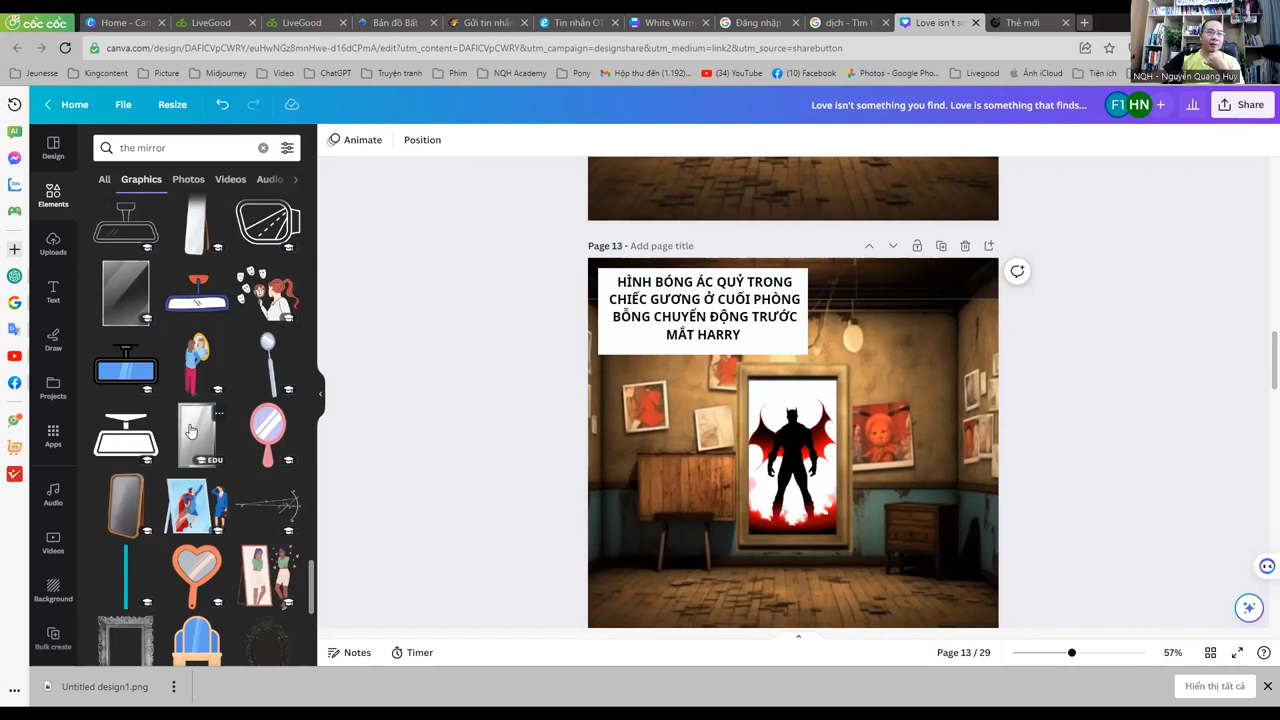 cốc cốc
Home - Can
LiveGood
LiveGood
Bản đồ Bất
Gửi tin nhắn
Tin nhắn OT
White Warm
Đăng nhập
dịch - Tìm t
Love isn't so
Thẻ mới
canva.com/design/DAFlCVpCWRY/euHwNGz8mnHwe-d16dCPmA/edit?utm_content=DAFlCVpCWRY&utm_campaign=designshare&utm_medium=link2&utm_source=sharebutton
Jeunesse
Kingcontent
Picture
Midjourney
Video
ChatGPT
Truyện tranh
Phim
NQH Academy
Pony
Hộp thư đến (1.192)...
(34) YouTube
(10) Facebook
Photos - Google Pho...
Livegood
Ảnh iCloud
Tiện ích
NQH - Nguyễn Quang Huy
Home
File
Resize
Love isn't something you find. Love is something that finds...
F1
HN
Share
Design
Elements
Uploads
Text
Draw
Projects
Apps
Audio
Videos
Background
Bulk create
the mirror
All
Graphics
Photos
Videos
Audio
EDU
Animate
Position
Page 13 - Add page title
HÌNH BÓNG ÁC QUỶ TRONG
CHIẾC GƯƠNG Ở CUỐI PHÒNG
BỖNG CHUYỂN ĐỘNG TRƯỚC
MẮT HARRY
Notes
Timer
Page 13 / 29
57%
Untitled design1.png
Hiển thị tất cả